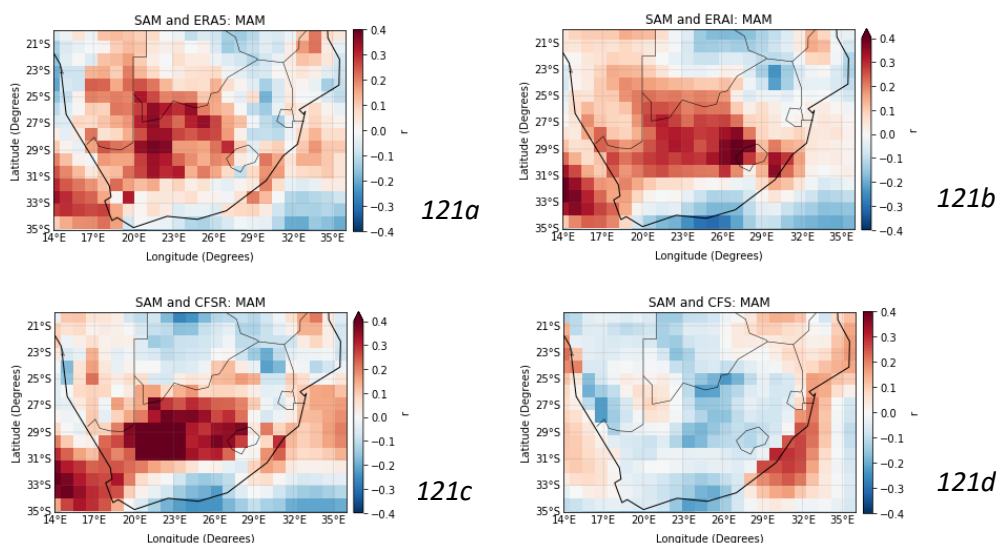 SAM and ERA5: MAM
21°S
23°S
25°S
27°S
29°S
31°S
33°S
35°S
14°E 17°E 20°E 23°E 26°E 29°E 32°E 35°E
Latitude (Degrees)
Longitude (Degrees)
0.4
0.3
0.2
0.1
0.0
−0.1
−0.2
−0.3
−0.4
r
121a
SAM and ERAI: MAM
21°S
23°S
25°S
27°S
29°S
31°S
33°S
35°S
14°E 17°E 20°E 23°E 26°E 29°E 32°E 35°E
Latitude (Degrees)
Longitude (Degrees)
0.4
0.3
0.2
0.1
0.0
−0.1
−0.2
−0.3
−0.4
r
121b
SAM and CFSR: MAM
21°S
23°S
25°S
27°S
29°S
31°S
33°S
35°S
14°E 17°E 20°E 23°E 26°E 29°E 32°E 35°E
Latitude (Degrees)
Longitude (Degrees)
0.4
0.3
0.2
0.1
0.0
−0.1
−0.2
−0.3
−0.4
r
121c
SAM and CFS: MAM
21°S
23°S
25°S
27°S
29°S
31°S
33°S
35°S
14°E 17°E 20°E 23°E 26°E 29°E 32°E 35°E
Latitude (Degrees)
Longitude (Degrees)
0.4
0.3
0.2
0.1
0.0
−0.1
−0.2
−0.3
−0.4
r
121d